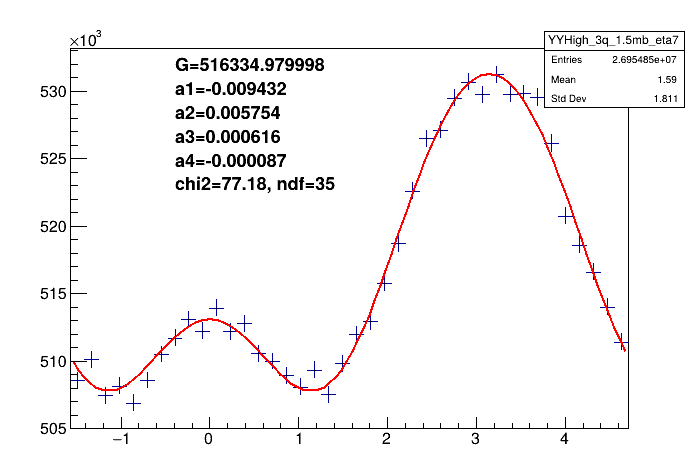 ×10³
YYHigh_3q_1.5mb_eta7
Entries 2.695485e+07
Mean 1.59
Std Dev 1.811
G=516334.979998
a1=-0.009432
a2=0.005754
a3=0.000616
a4=-0.000087
chi2=77.18, ndf=35
530
525
520
515
510
505
−1 0 1 2 3 4